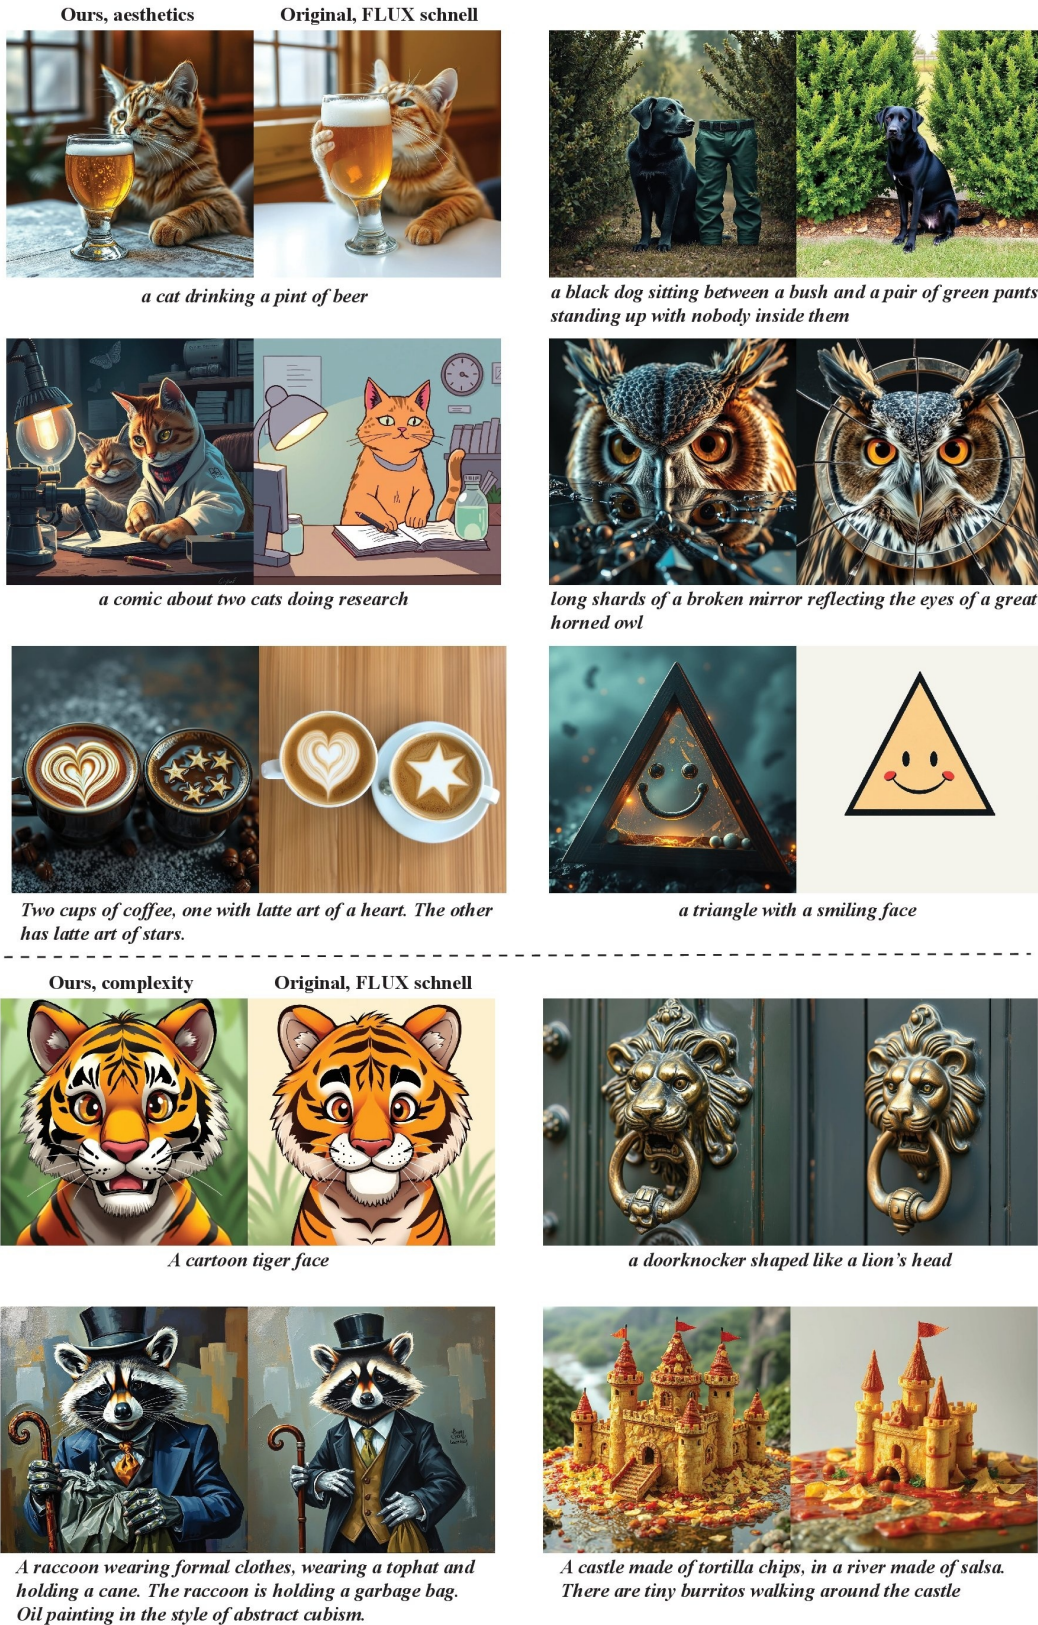 Ours, aesthetics
Original, FLUX schnell
a cat drinking a pint of beer
a black dog sitting between a bush and a pair of green pants
standing up with nobody inside them
a comic about two cats doing research
long shards of a broken mirror reflecting the eyes of a great
horned owl
Two cups of coffee, one with latte art of a heart. The other
has latte art of stars.
a triangle with a smiling face
Ours, complexity
Original, FLUX schnell
A cartoon tiger face
a doorknocker shaped like a lion's head
A raccoon wearing formal clothes, wearing a tophat and
holding a cane. The raccoon is holding a garbage bag.
Oil painting in the style of abstract cubism.
A castle made of tortilla chips, in a river made of salsa.
There are tiny burritos walking around the castle